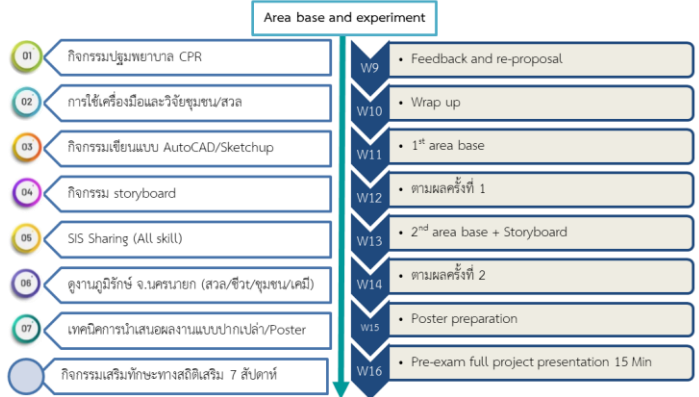 Area base and experiment
01 กิจกรรมปฐมพยาบาล CPR
02 การใช้เครื่องมือและวิจัยชุมชน/สวล
03 กิจกรรมเขียนแบบ AutoCAD/Sketchup
04 กิจกรรม storyboard
05 SIS Sharing (All skill)
06 ดูงานภูมิรักษ์ จ.นครนายก (สวล/ชีวท/ชุมชน/เคมี)
07 เทคนิคการนำเสนอผลงานแบบปากเปล่า/Poster
กิจกรรมเสริมทักษะทางสถิติเสริม 7 สัปดาห์
W9 • Feedback and re-proposal
W10 • Wrap up
W11 • 1st area base
W12 • ตามผลครั้งที่ 1
W13 • 2nd area base + Storyboard
W14 • ตามผลครั้งที่ 2
W15 • Poster preparation
W16 • Pre-exam full project presentation 15 Min